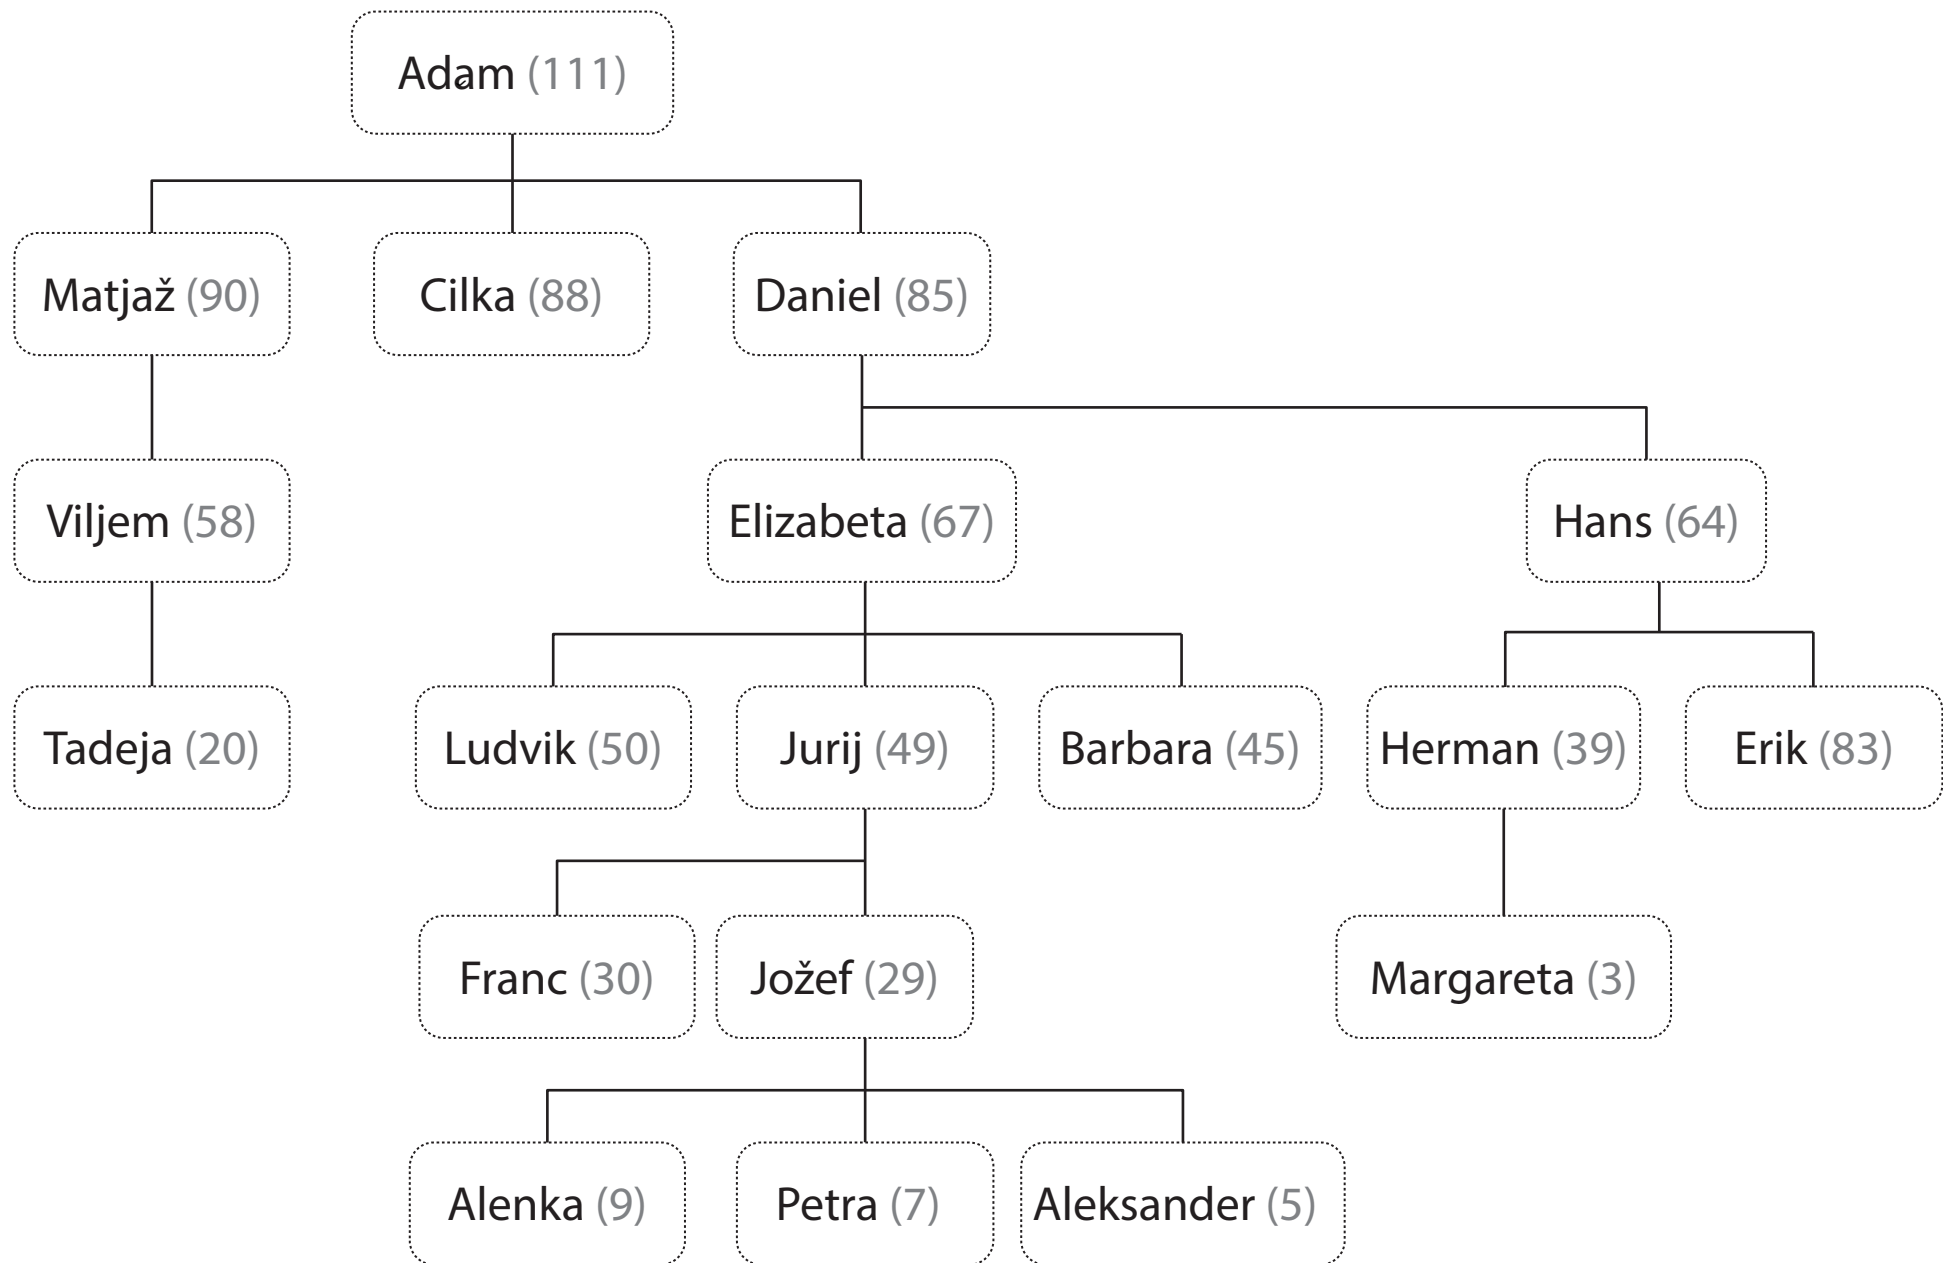 Adam (111)
Matjaž (90)
Cilka (88)
Daniel (85)
Viljem (58)
Elizabeta (67)
Hans (64)
Tadeja (20)
Ludvik (50)
Jurij (49)
Barbara (45)
Herman (39)
Erik (83)
Franc (30)
Jožef (29)
Margareta (3)
Alenka (9)
Petra (7)
Aleksander (5)